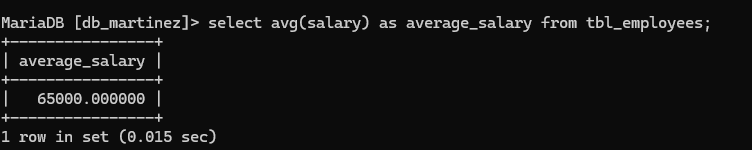 MariaDB [db_martinez]> select avg(salary) as average_salary from tbl_employees;
+----------------+
| average_salary |
+----------------+
|   65000.000000 |
+----------------+
1 row in set (0.015 sec)